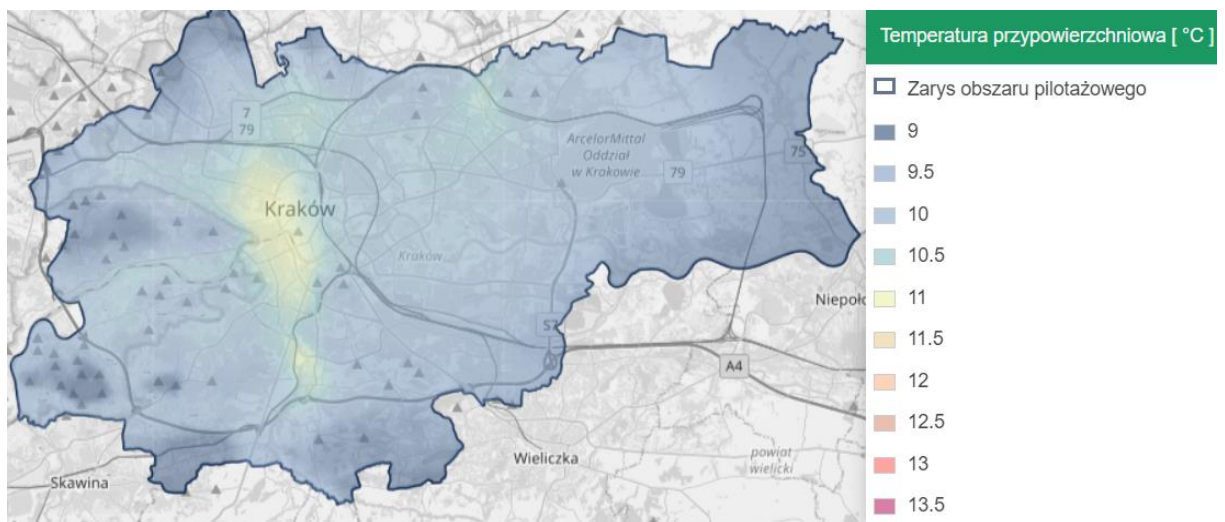 Temperatura przypowierzchniowa [ °C ]
Zarys obszaru pilotażowego
9
9.5
10
10.5
11
11.5
12
12.5
13
13.5
7
79
ArcelorMittal
Oddział
w Krakowie
79
75
Kraków
Kraków
Niepoło
S7
A4
Wieliczka
powiat
wielicki
Skawina